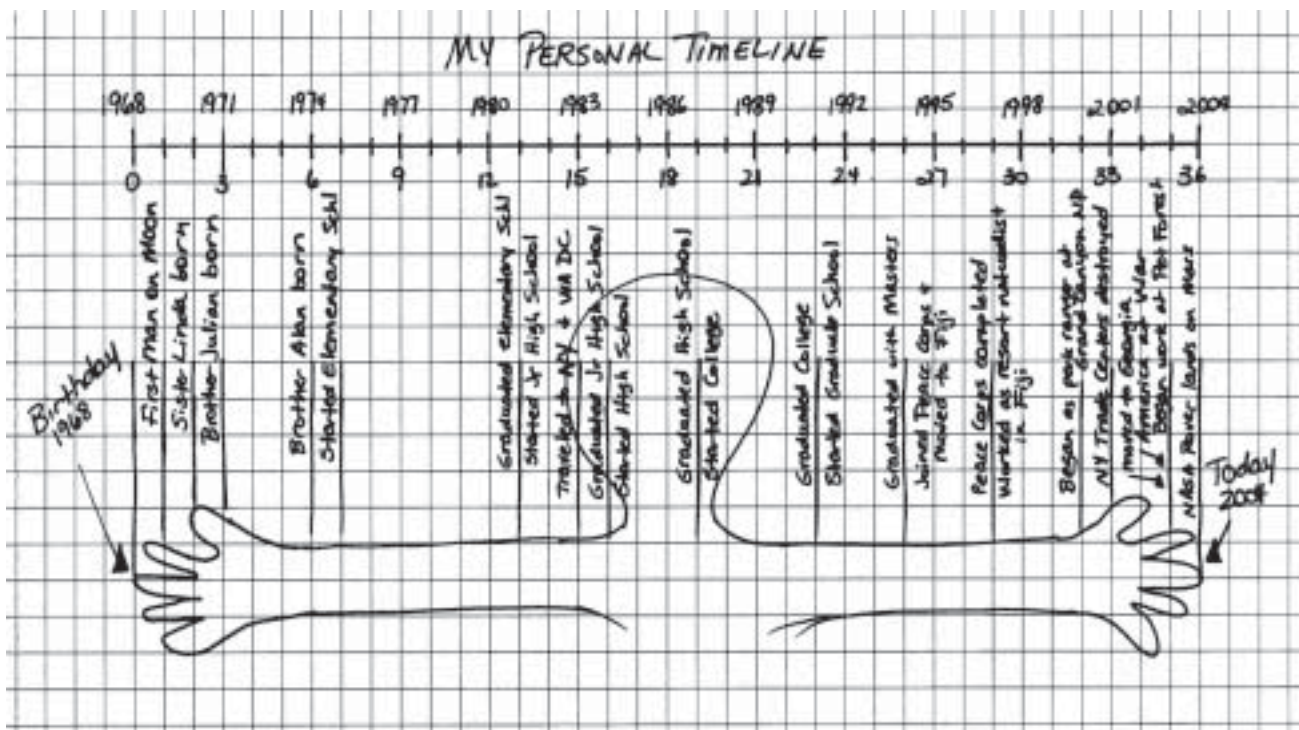 MY PERSONAL TIMELINE
1968 1971 1974 1977 1980 1983 1986 1989 1992 1995 1998 2001 2004
0 3 6 9 12 15 18 21 24 27 30 33 36
Birthday
1968
First Man on Moon
Sister Linda born
Brother Julian born
Brother Alan born
Started Elementary Schl
Graduated elementary Schl
Started Jr High School
Traveled to NY & WA DC
Graduated Jr High School
Started High School
Graduated High School
Started College
Graduated College
Started Graduate School
Graduated with Masters
Joined Peace Corps &
moved to Fiji
Peace Corps completed
Worked as resort naturalist
in Fiji
Began as park ranger at
Grand Canyon NP
NY Trade Centers destroyed
moved to Georgia
America at War
Began work at Pet Forest
NASA Rover lands on Mars
Today
2004